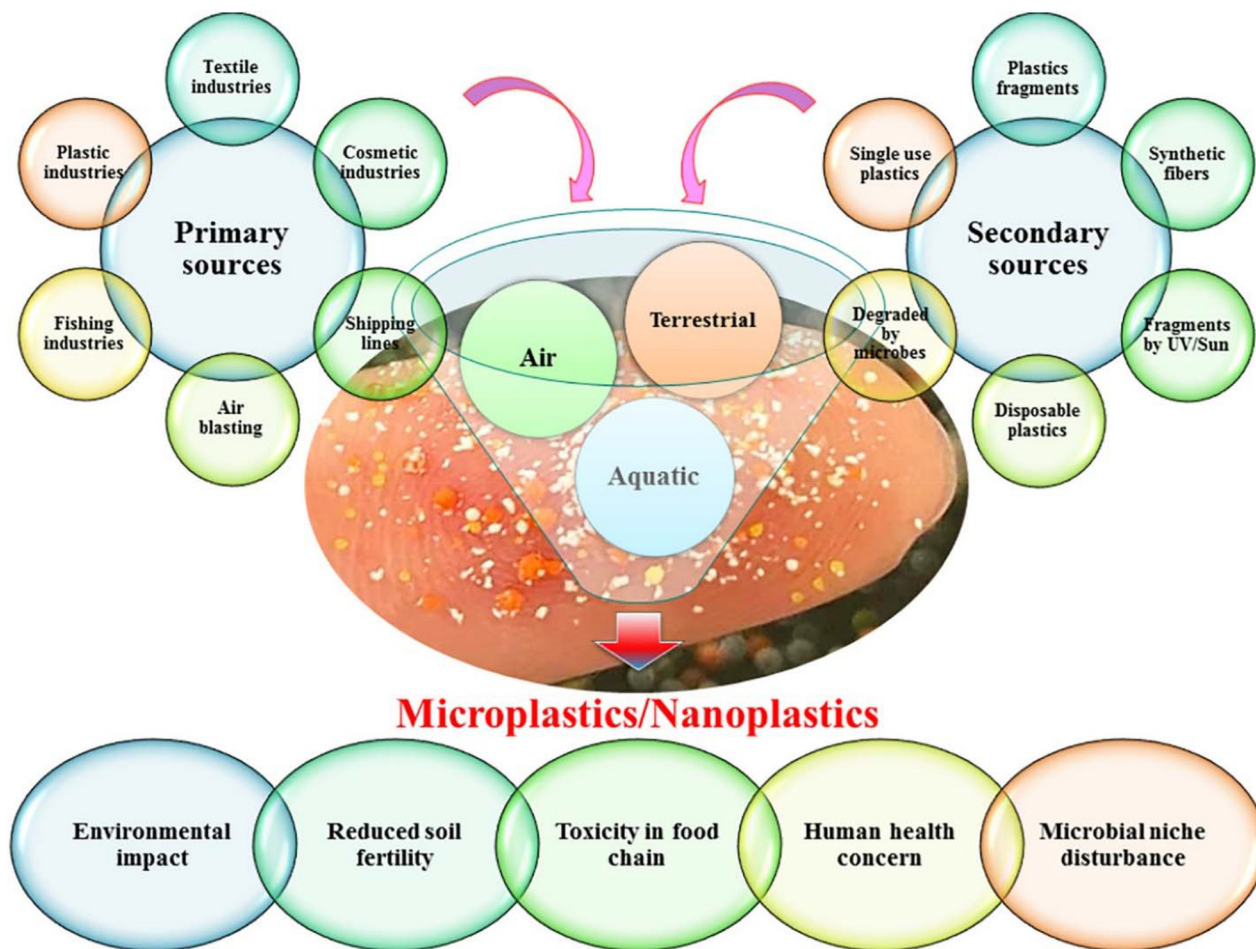 Textile
industries
Plastic
industries
Cosmetic
industries
Primary
sources
Fishing
industries
Shipping
lines
Air
blasting
Plastics
fragments
Single use
plastics
Synthetic
fibers
Secondary
sources
Degraded
by
microbes
Fragments
by UV/Sun
Disposable
plastics
Air
Terrestrial
Aquatic
Microplastics/Nanoplastics
Environmental
impact
Reduced soil
fertility
Toxicity in food
chain
Human health
concern
Microbial niche
disturbance